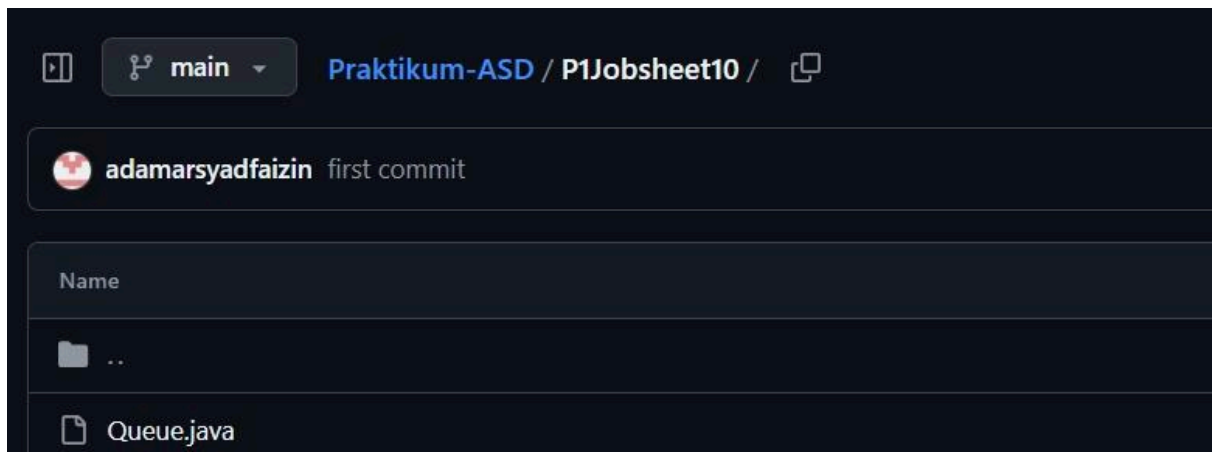 main Praktikum-ASD / P1Jobsheet10 /
adamarsyadfaizin first commit
Name
..
Queue.java